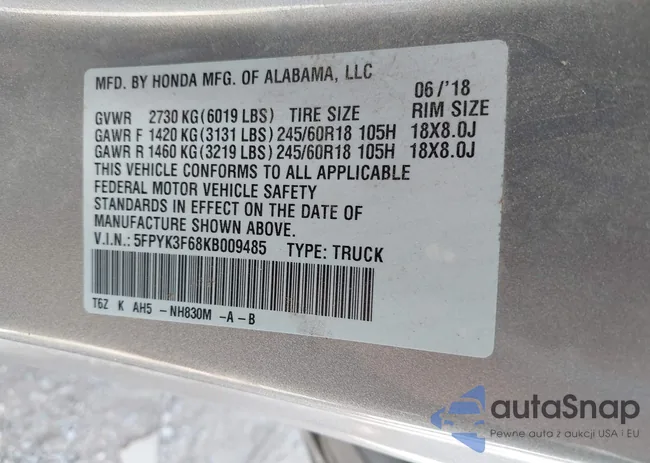 MFD. BY HONDA MFG. OF ALABAMA, LLC
06/'18
GVWR 2730 KG (6019 LBS) TIRE SIZE RIM SIZE
GAWR F 1420 KG (3131 LBS) 245/60R18 105H 18X8.0J
GAWR R 1460 KG (3219 LBS) 245/60R18 105H 18X8.0J
THIS VEHICLE CONFORMS TO ALL APPLICABLE
FEDERAL MOTOR VEHICLE SAFETY
STANDARDS IN EFFECT ON THE DATE OF
MANUFACTURE SHOWN ABOVE.
V.I.N.: 5FPYK3F68KB009485 TYPE: TRUCK
T6Z K AH5 -NH830M -A-B
autaSnap
Pewne auta z aukcji USA i EU